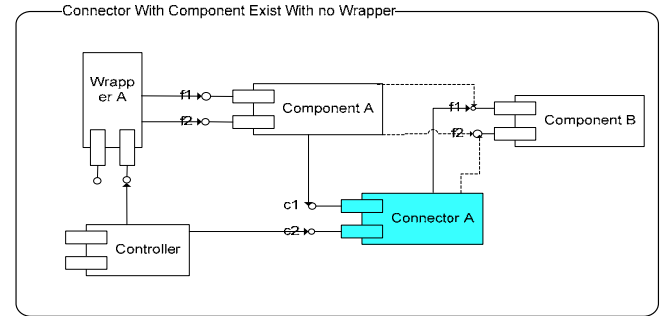 Connector With Component Exist With no Wrapper
Wrapp
er A
f1
f2
Component A
f1
f2
Component B
c1
c2
Connector A
Controller